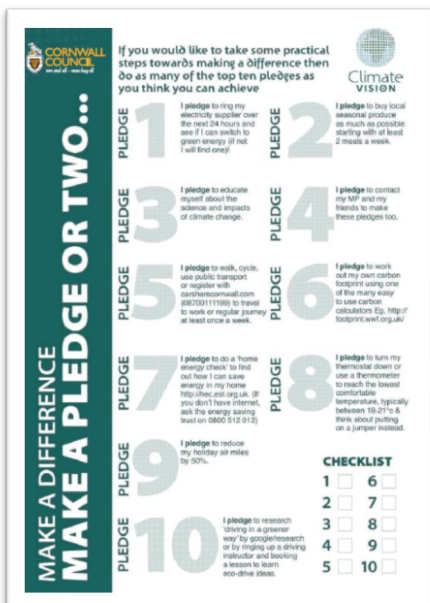 CORNWALL
COUNCIL
one and all - onen hag oll
If you would like to take some practical
steps towards making a difference then
do as many of the top ten pledges as
you think you can achieve
Climate
VISION
MAKE A DIFFERENCE
MAKE A PLEDGE OR TWO...
PLEDGE 1
I pledge to ring my
electricity supplier over
the next 24 hours and
see if I can switch to
green energy (if not
I will find one)!
PLEDGE 2
I pledge to buy local
seasonal produce
as much as possible
starting with at least
2 meals a week.
PLEDGE 3
I pledge to educate
myself about the
science and impacts
of climate change.
PLEDGE 4
I pledge to contact
my MP and my
friends to make
these pledges too.
PLEDGE 5
I pledge to walk, cycle,
use public transport
or register with
carsharecornwall.com
(08700111199) to travel
to work or regular journey
at least once a week.
PLEDGE 6
I pledge to work
out my own carbon
footprint using one
of the many easy
to use carbon
calculators Eg. http://
footprint.wwf.org.uk/
PLEDGE 7
I pledge to do a 'home
energy check' to find
out how I can save
energy in my home
http://hec.est.org.uk. (If
you don't have internet,
ask the energy saving
trust on 0800 512 012)
PLEDGE 8
I pledge to turn my
thermostat down or
use a thermometer
to reach the lowest
comfortable
temperature, typically
between 18-21°c &
think about putting
on a jumper instead.
PLEDGE 9
I pledge to reduce
my holiday air miles
by 50%.
PLEDGE 10
I pledge to research
'driving in a greener
way' by google/research
or by ringing up a driving
instructor and booking
a lesson to learn
eco-drive ideas.
CHECKLIST
1 6
2 7
3 8
4 9
5 10